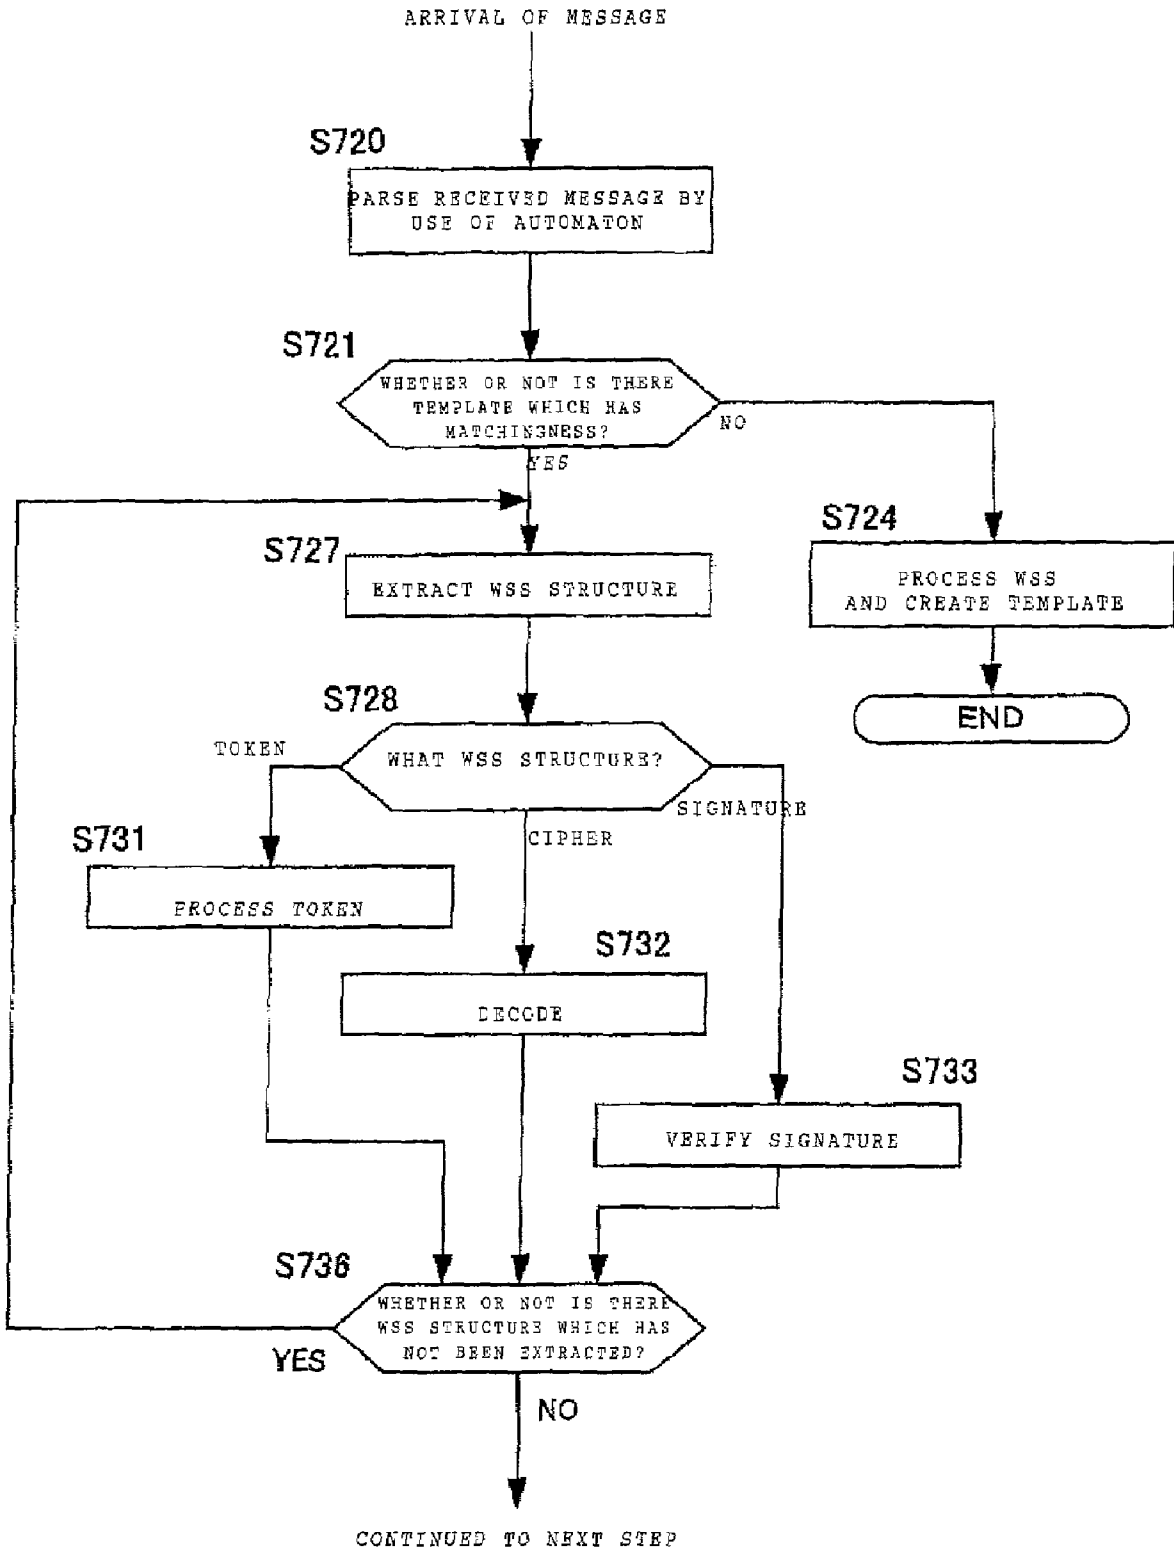 ARRIVAL OF MESSAGE
S720
PARSE RECEIVED MESSAGE BY
USE OF AUTOMATON
S721
WHETHER OR NOT IS THERE
TEMPLATE WHICH HAS
MATCHINGNESS?
NO
YES
S727
EXTRACT WSS STRUCTURE
S724
PROCESS WSS
AND CREATE TEMPLATE
END
S728
WHAT WSS STRUCTURE?
TOKEN
SIGNATURE
CIPHER
S731
PROCESS TOKEN
S732
DECODE
S733
VERIFY SIGNATURE
S736
WHETHER OR NOT IS THERE
WSS STRUCTURE WHICH HAS
NOT BEEN EXTRACTED?
YES
NO
CONTINUED TO NEXT STEP